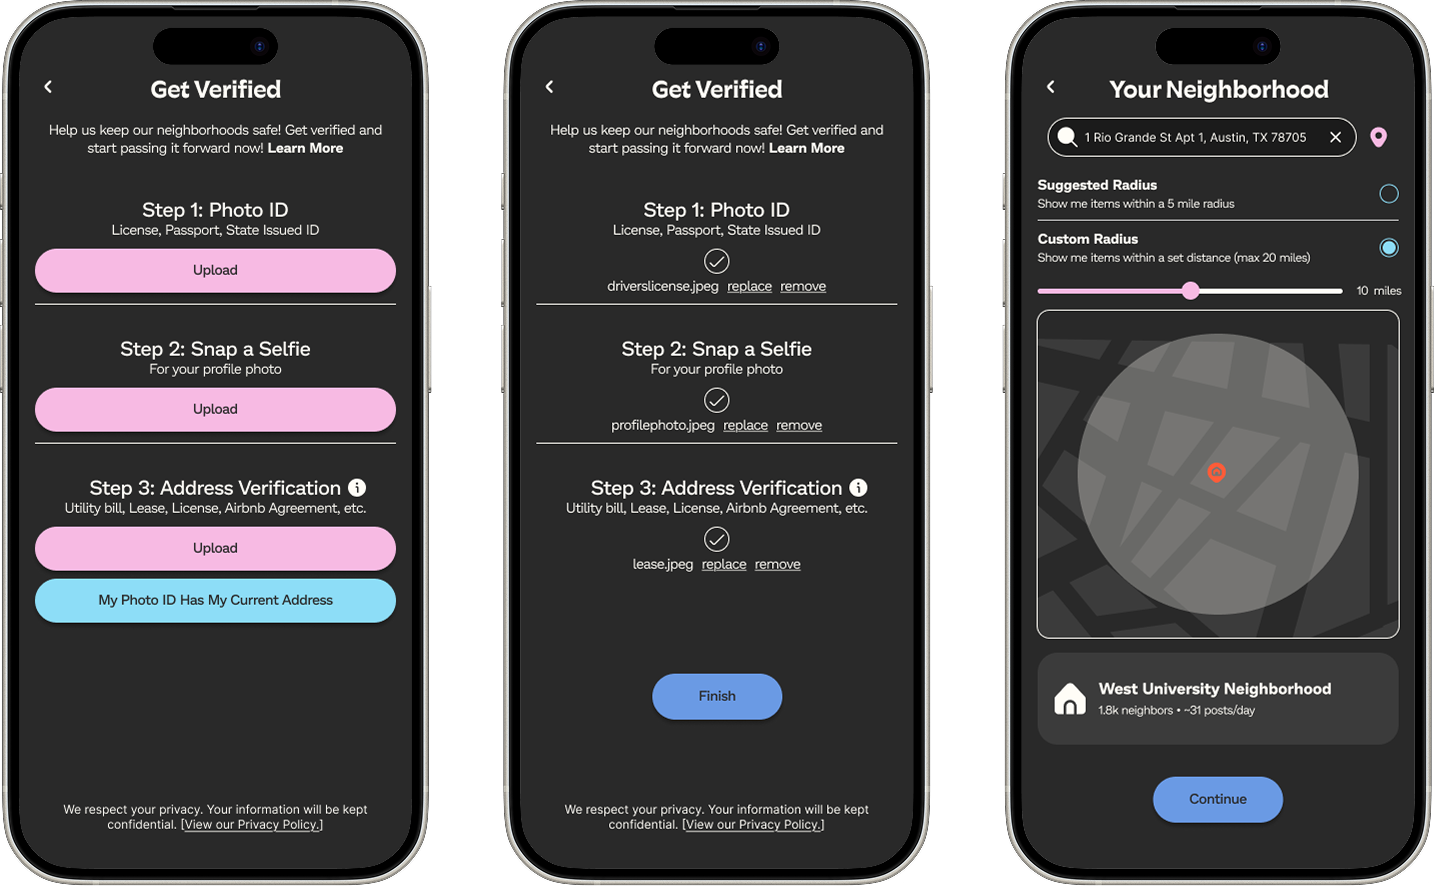 Get Verified
Help us keep our neighborhoods safe! Get verified and
start passing it forward now! Learn More
Step 1: Photo ID
License, Passport, State Issued ID
Upload
Step 2: Snap a Selfie
For your profile photo
Upload
Step 3: Address Verification i
Utility bill, Lease, License, Airbnb Agreement, etc.
Upload
My Photo ID Has My Current Address
We respect your privacy. Your information will be kept
confidential. [View our Privacy Policy.]
Get Verified
Help us keep our neighborhoods safe! Get verified and
start passing it forward now! Learn More
Step 1: Photo ID
License, Passport, State Issued ID
driverslicense.jpeg replace remove
Step 2: Snap a Selfie
For your profile photo
profilephoto.jpeg replace remove
Step 3: Address Verification i
Utility bill, Lease, License, Airbnb Agreement, etc.
lease.jpeg replace remove
Finish
We respect your privacy. Your information will be kept
confidential. [View our Privacy Policy.]
Your Neighborhood
1 Rio Grande St Apt 1, Austin, TX 78705
Suggested Radius
Show me items within a 5 mile radius
Custom Radius
Show me items within a set distance (max 20 miles)
10 miles
West University Neighborhood
1.8k neighbors • ~31 posts/day
Continue